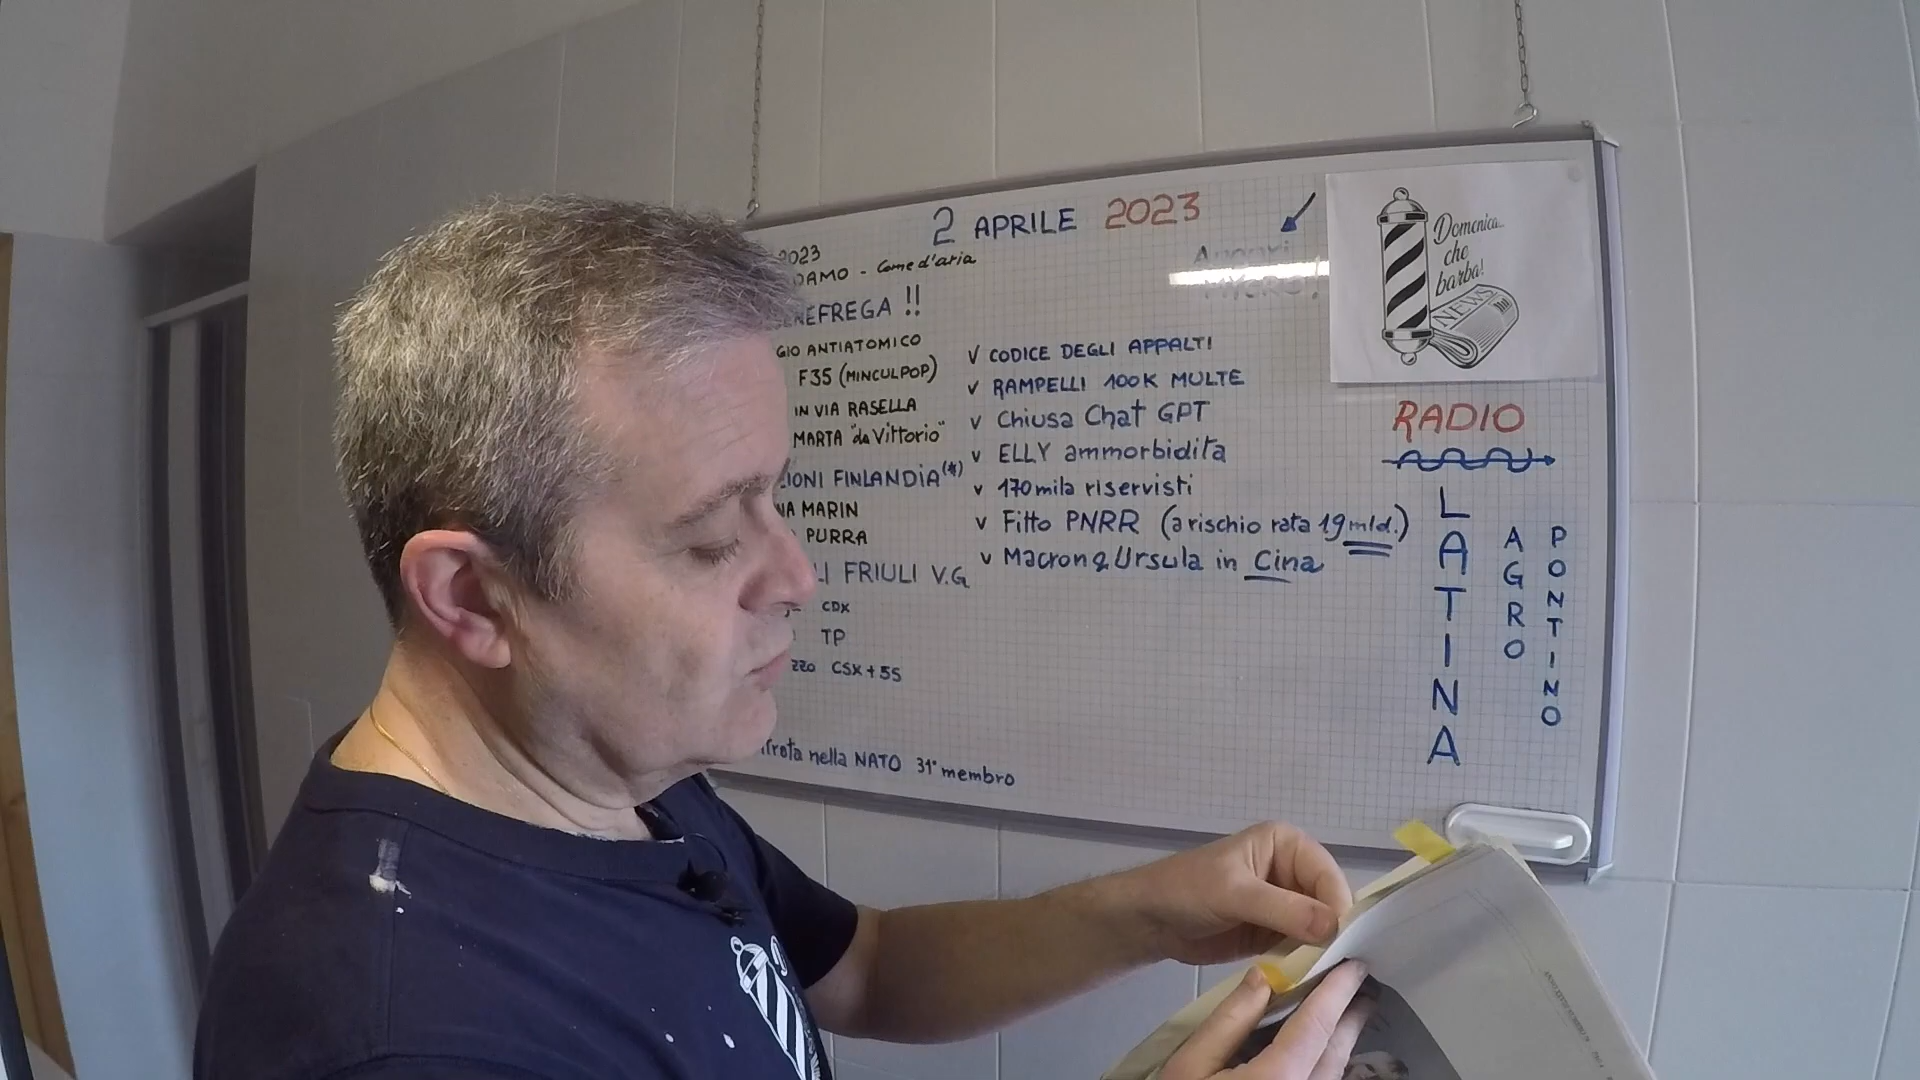 2 APRILE 2023
2023
DAMO - Come d'aria
NEFREGA !!
GIO ANTIATOMICO
F35 (MINCULPOP)
IN VIA RASELLA
MARTA "da Vittorio"
IONI FINLANDIA (*)
NA MARIN
PURRA
LI FRIULI V.G.
CDX
TP
zzo CSX + 5S
ntrata nella NATO 31° membro
V CODICE DEGLI APPALTI
V RAMPELLI 100K MULTE
V Chiusa Chat GPT
V ELLY ammorbidita
V 170mila riservisti
V Fitto PNRR (a rischio rata 19 mld.)
V Macron & Ursula in Cina
Domenica...
che
barba!
NEWS
RADIO
LATINA
AGRO
PONTINO